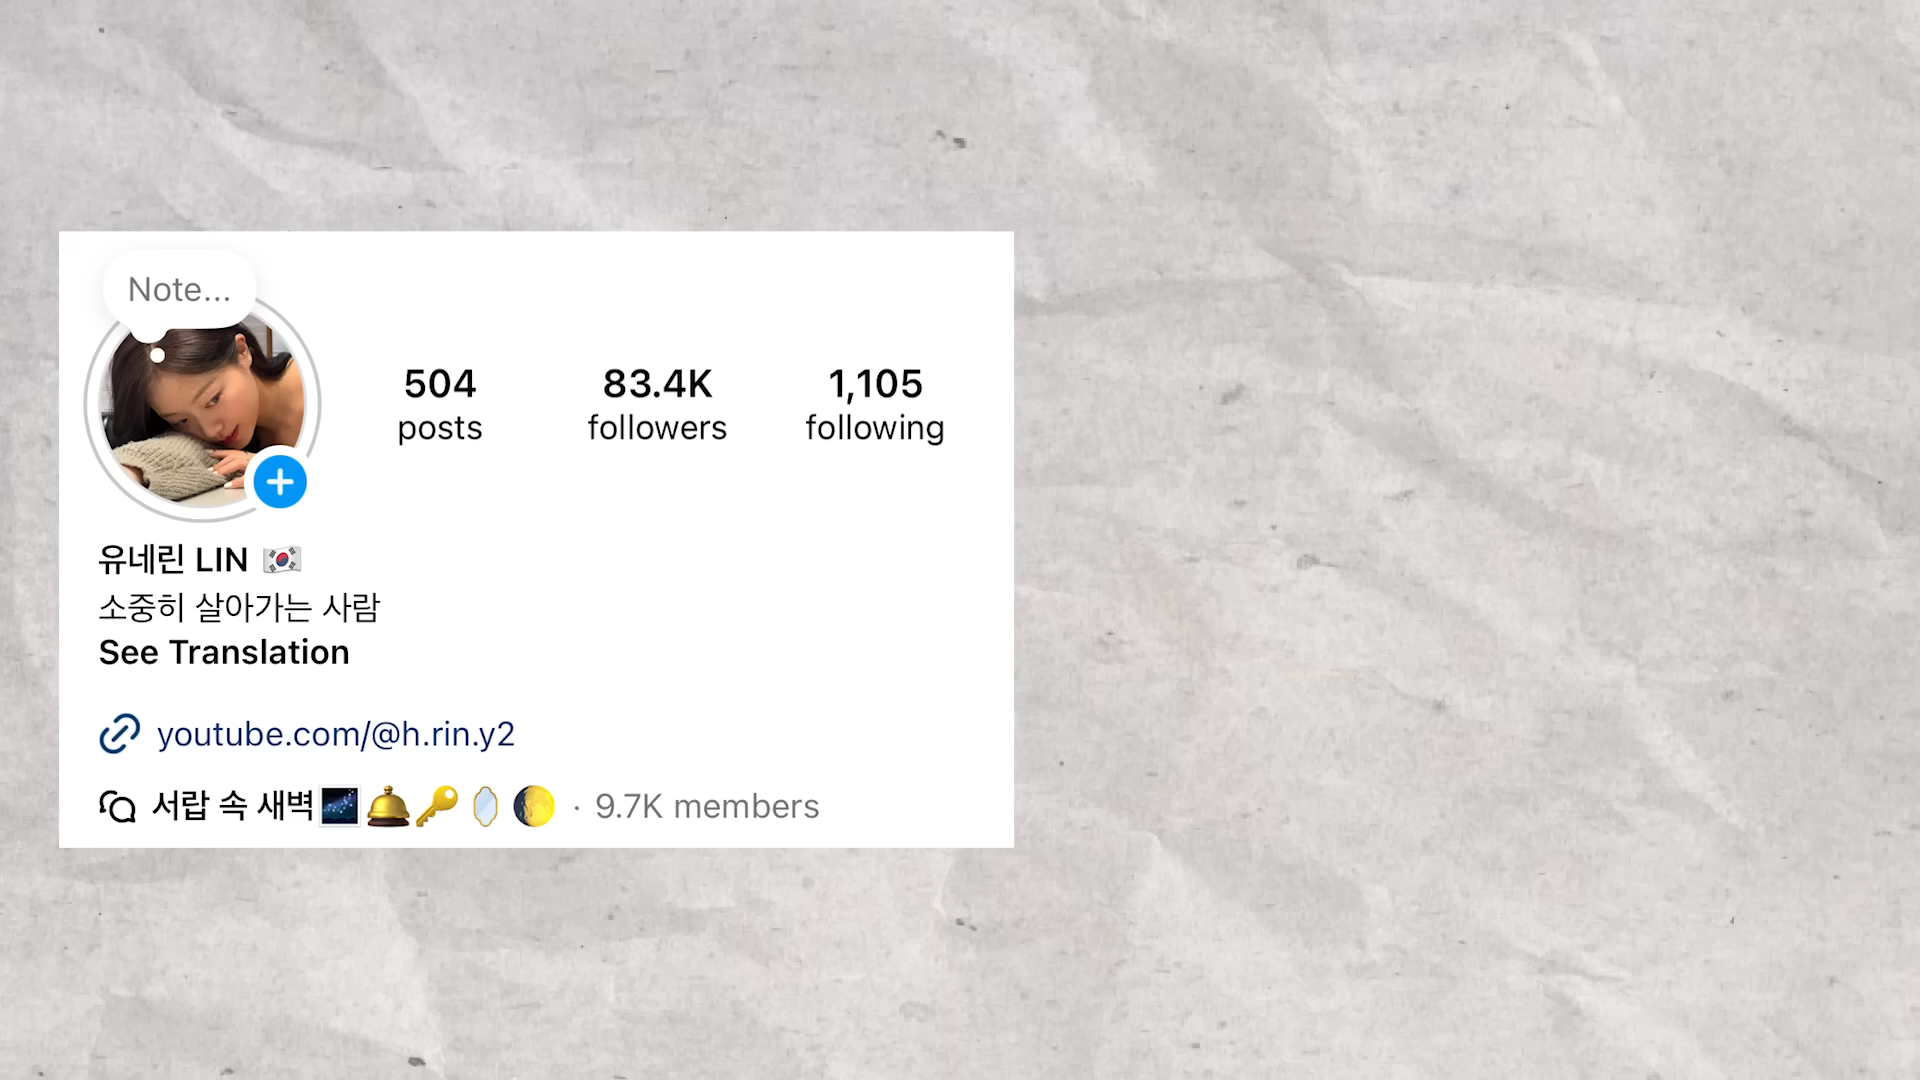 Note...
504 83.4K 1,105
posts followers following
유네린 LIN 🇰🇷
소중히 살아가는 사람
See Translation
youtube.com/@h.rin.y2
서랍 속 새벽🌌🛎️🔑🪞🌓 · 9.7K members